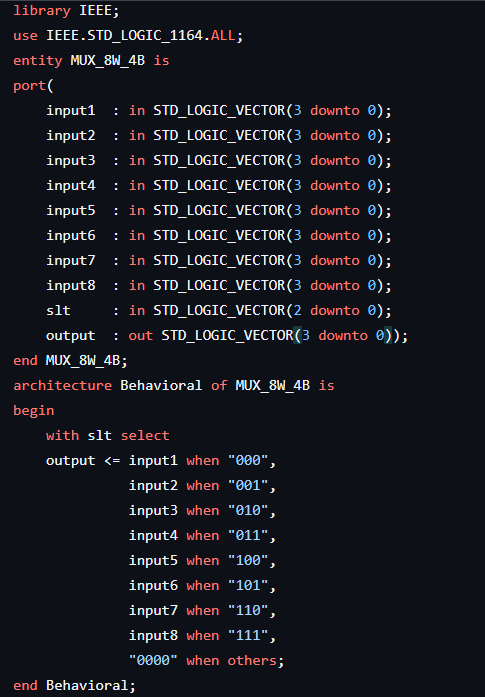 library IEEE;
use IEEE.STD_LOGIC_1164.ALL;
entity MUX_8W_4B is
port(
    input1  : in STD_LOGIC_VECTOR(3 downto 0);
    input2  : in STD_LOGIC_VECTOR(3 downto 0);
    input3  : in STD_LOGIC_VECTOR(3 downto 0);
    input4  : in STD_LOGIC_VECTOR(3 downto 0);
    input5  : in STD_LOGIC_VECTOR(3 downto 0);
    input6  : in STD_LOGIC_VECTOR(3 downto 0);
    input7  : in STD_LOGIC_VECTOR(3 downto 0);
    input8  : in STD_LOGIC_VECTOR(3 downto 0);
    slt     : in STD_LOGIC_VECTOR(2 downto 0);
    output  : out STD_LOGIC_VECTOR(3 downto 0));
end MUX_8W_4B;
architecture Behavioral of MUX_8W_4B is
begin
    with slt select
    output <= input1 when "000",
              input2 when "001",
              input3 when "010",
              input4 when "011",
              input5 when "100",
              input6 when "101",
              input7 when "110",
              input8 when "111",
              "0000" when others;
end Behavioral;